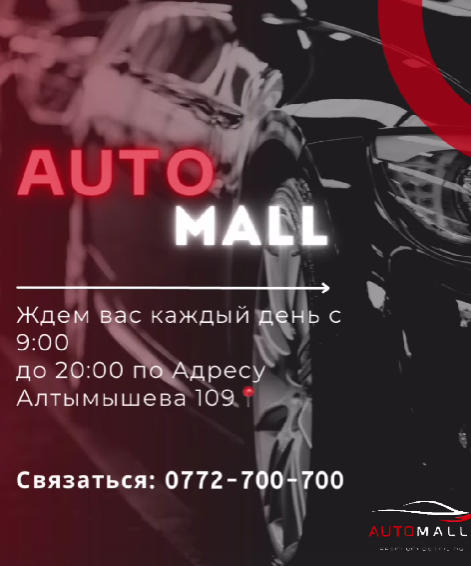 AUTO
MALL
Ждем вас каждый день с
9:00
до 20:00 по Адресу
Алтымышева 109
Связаться: 0772-700-700
AUTOMALL